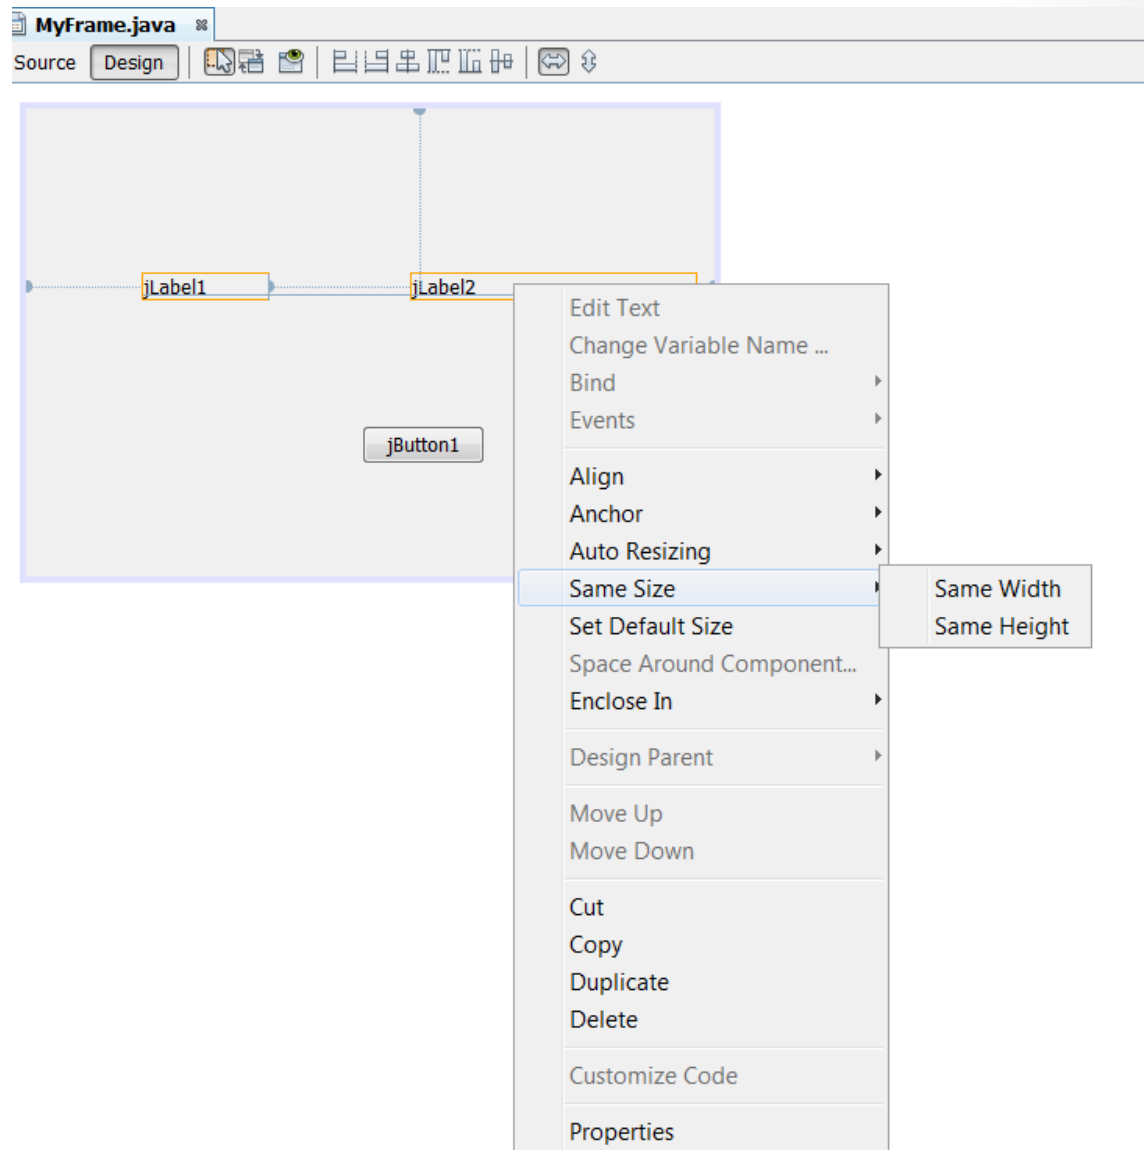 MyFrame.java
Source Design
jLabel1 jLabel2
jButton1
Edit Text
Change Variable Name ...
Bind
Events
Align
Anchor
Auto Resizing
Same Size
Set Default Size
Space Around Component...
Enclose In
Design Parent
Move Up
Move Down
Cut
Copy
Duplicate
Delete
Customize Code
Properties
Same Width
Same Height